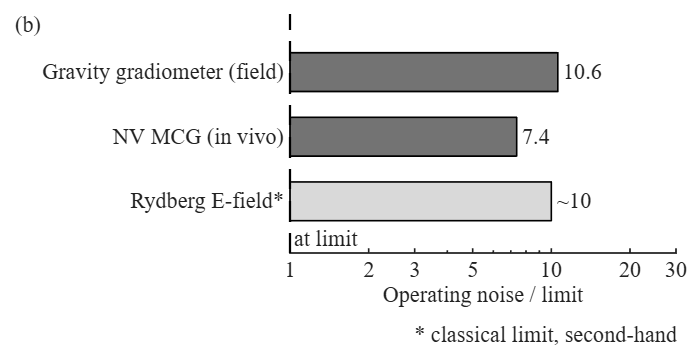 (b)
Gravity gradiometer (field) 10.6
NV MCG (in vivo) 7.4
Rydberg E-field* ~10
at limit
1 2 3 5 10 20 30
Operating noise / limit
* classical limit, second-hand